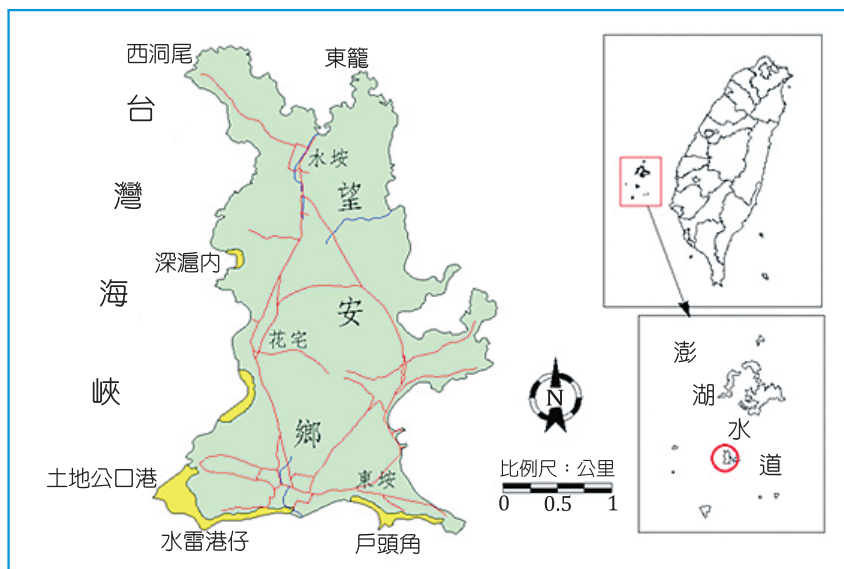 西洞尾
東籠
台灣海峽
水垵
望安鄉
深滬内
花宅
土地公口港
東垵
水雷港仔
戶頭角
N
比例尺：公里
0 0.5 1
澎湖水道